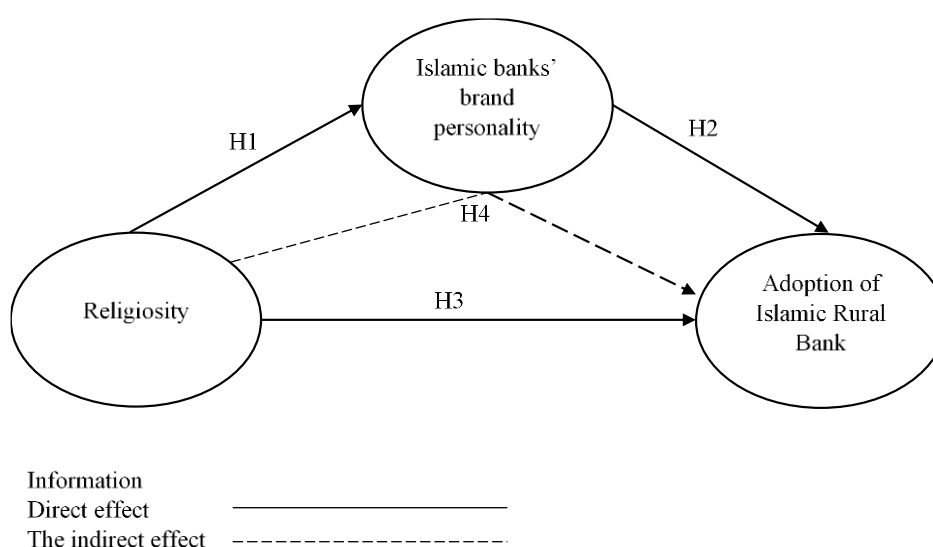 Islamic banks’
brand
personality
H1
H2
H4
Religiosity
H3
Adoption of
Islamic Rural
Bank
Information
Direct effect
The indirect effect